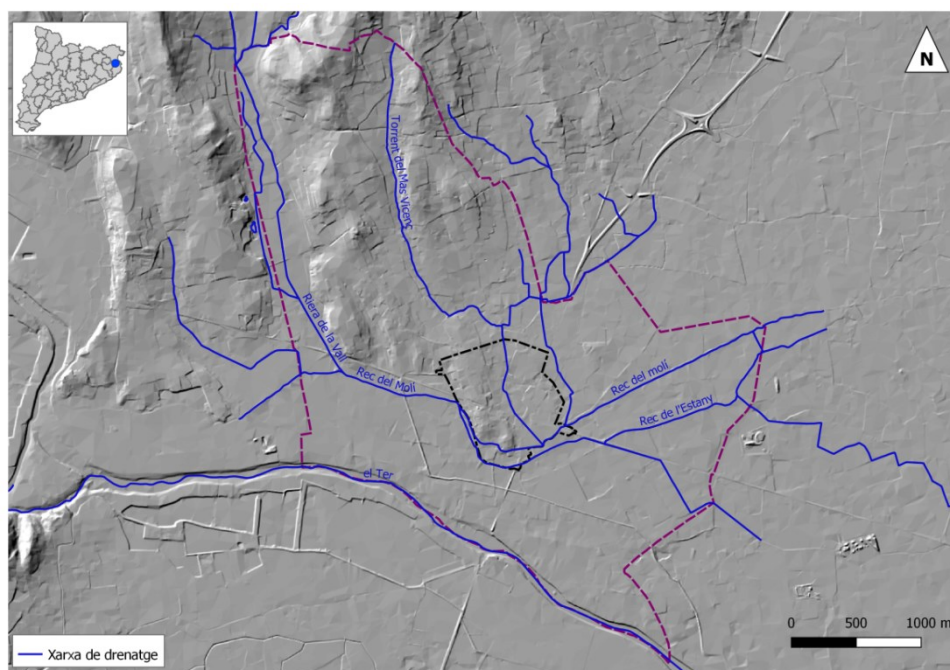 N
Torrent del Mas Vicenç
Riera de la Vall
Rec del Molí
Rec del molí
Rec de l'Estany
el Ter
0 500 1000 m
Xarxa de drenatge